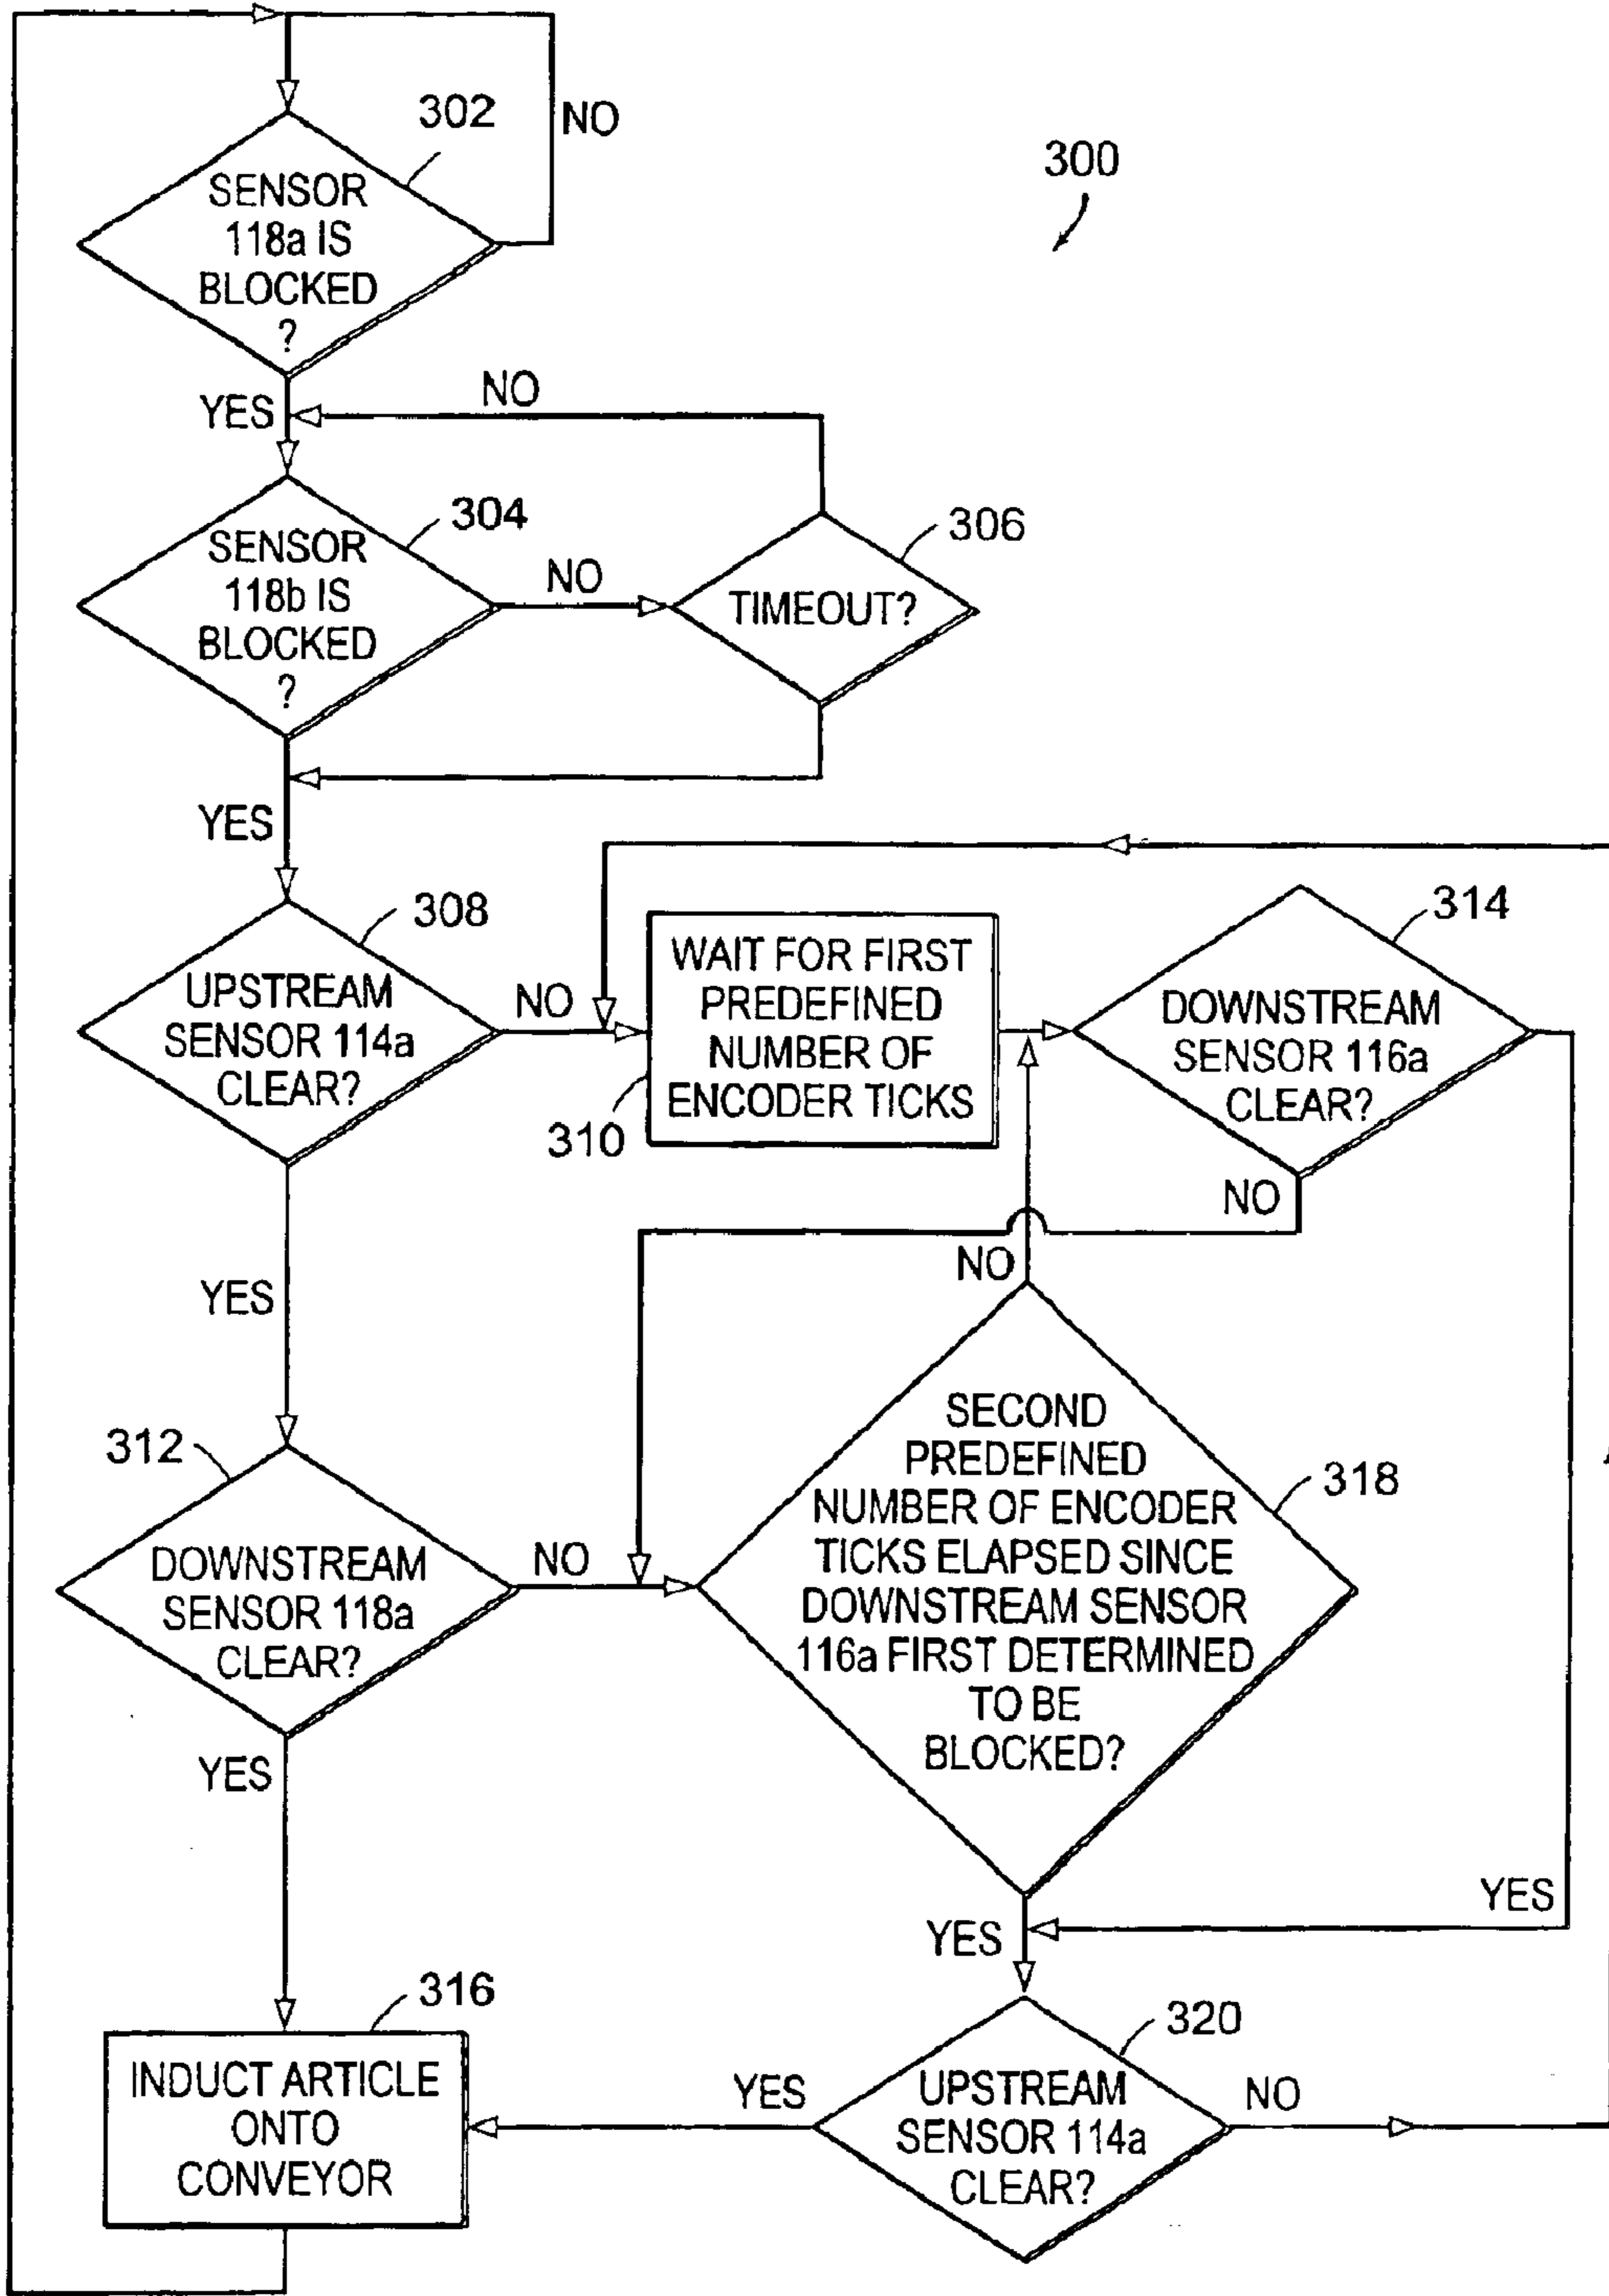 300
302
NO
SENSOR
118a IS
BLOCKED
?
YES
NO
304
SENSOR
118b IS
BLOCKED
?
NO
306
TIMEOUT?
YES
308
UPSTREAM
SENSOR 114a
CLEAR?
NO
WAIT FOR FIRST
PREDEFINED
NUMBER OF
ENCODER TICKS
310
314
DOWNSTREAM
SENSOR 116a
CLEAR?
NO
YES
YES
312
DOWNSTREAM
SENSOR 118a
CLEAR?
NO
NO
SECOND
PREDEFINED
NUMBER OF ENCODER
TICKS ELAPSED SINCE
DOWNSTREAM SENSOR
116a FIRST DETERMINED
TO BE
BLOCKED?
318
YES
YES
316
INDUCT ARTICLE
ONTO
CONVEYOR
YES
320
UPSTREAM
SENSOR 114a
CLEAR?
NO